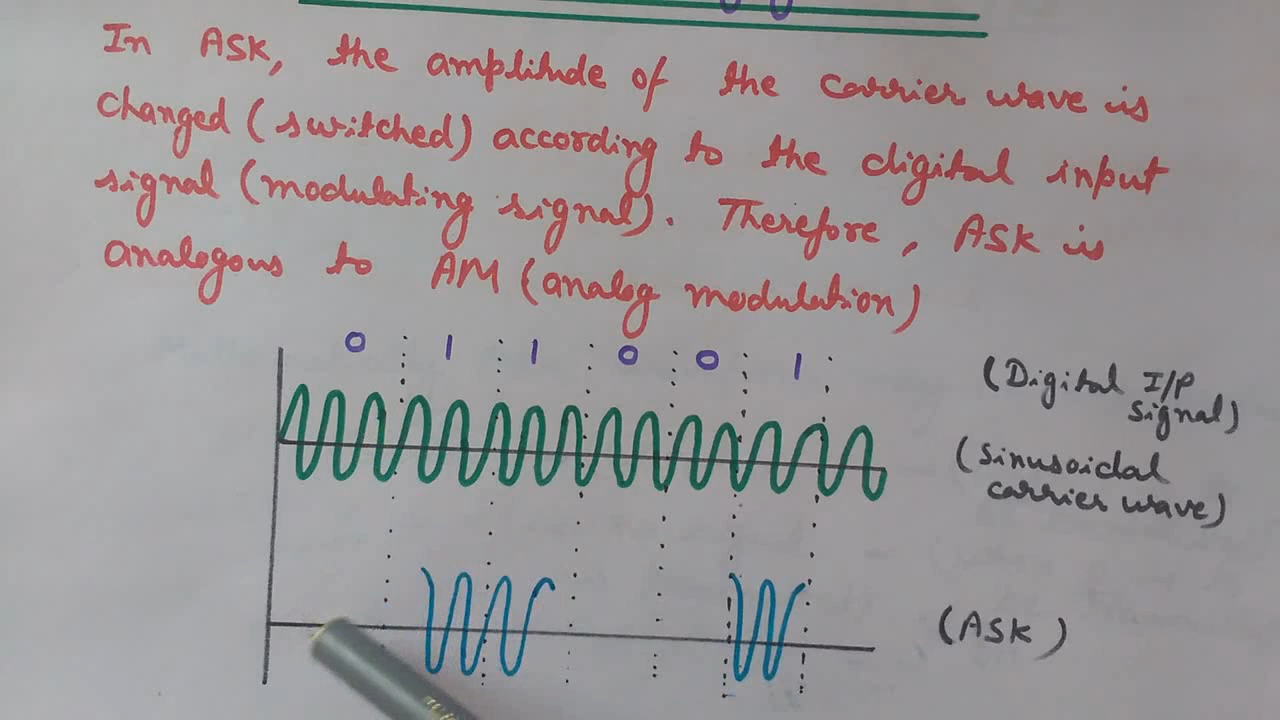 In ASK, the amplitude of the carrier wave is
changed (switched) according to the digital input
signal (modulating signal). Therefore, ASK is
analogous to AM (analog modulation)
0 1 1 0 0 1
(Digital I/P
signal)
(Sinusoidal
carrier wave)
(ASK)